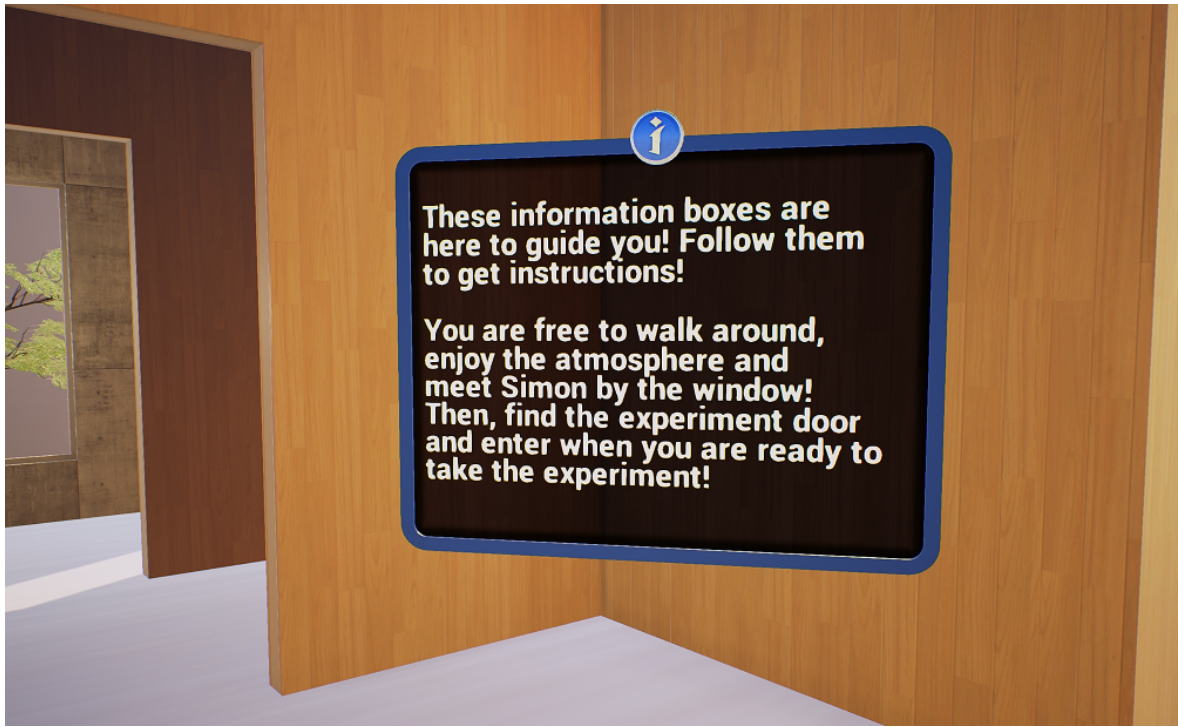 These information boxes are
here to guide you! Follow them
to get instructions!
You are free to walk around,
enjoy the atmosphere and
meet Simon by the window!
Then, find the experiment door
and enter when you are ready to
take the experiment!